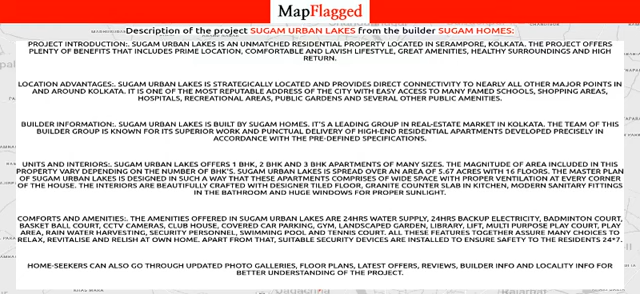 MapFlagged
Description of the project SUGAM URBAN LAKES from the builder SUGAM HOMES:
PROJECT INTRODUCTION:. SUGAM URBAN LAKES IS AN UNMATCHED RESIDENTIAL PROPERTY LOCATED IN SERAMPORE, KOLKATA. THE PROJECT OFFERS
PLENTY OF BENEFITS THAT INCLUDES PRIME LOCATION, COMFORTABLE AND LAVISH LIFESTYLE, GREAT AMENITIES, HEALTHY SURROUNDINGS AND HIGH
RETURN.
LOCATION ADVANTAGES:. SUGAM URBAN LAKES IS STRATEGICALLY LOCATED AND PROVIDES DIRECT CONNECTIVITY TO NEARLY ALL OTHER MAJOR POINTS IN
AND AROUND KOLKATA. IT IS ONE OF THE MOST REPUTABLE ADDRESS OF THE CITY WITH EASY ACCESS TO MANY FAMED SCHOOLS, SHOPPING AREAS,
HOSPITALS, RECREATIONAL AREAS, PUBLIC GARDENS AND SEVERAL OTHER PUBLIC AMENITIES.
BUILDER INFORMATION:. SUGAM URBAN LAKES IS BUILT BY SUGAM HOMES. IT'S A LEADING GROUP IN REAL-ESTATE MARKET IN KOLKATA. THE TEAM OF
THIS BUILDER GROUP IS KNOWN FOR ITS SUPERIOR WORK AND PUNCTUAL DELIVERY OF HIGH-END RESIDENTIAL APARTMENTS DEVELOPED PRECISELY IN
ACCORDANCE WITH THE PRE-DEFINED SPECIFICATIONS.
UNITS AND INTERIORS:. SUGAM URBAN LAKES OFFERS 1 BHK, 2 BHK AND 3 BHK APARTMENTS OF MANY SIZES. THE MAGNITUDE OF AREA INCLUDED IN THIS
PROPERTY VARY DEPENDING ON THE NUMBER OF BHK'S. SUGAM URBAN LAKES IS SPREAD OVER AN AREA OF 5.67 ACRES WITH 16 FLOORS. THE MASTER PLAN
OF SUGAM URBAN LAKES IS DESIGNED IN SUCH A WAY THAT THESE APARTMENTS COMPRISES OF WIDE SPACE WITH PROPER VENTILATION AT EVERY CORNER
OF THE HOUSE. THE INTERIORS ARE BEAUTIFULLY CRAFTED WITH DESIGNER TILED FLOOR, GRANITE COUNTER SLAB IN KITCHEN, MODERN SANITARY FITTINGS
IN THE BATHROOM AND HUGE WINDOWS FOR PROPER SUNLIGHT.
COMFORTS AND AMENITIES:. THE AMENITIES OFFERED IN SUGAM URBAN LAKES ARE 24HRS WATER SUPPLY, 24HRS BACKUP ELECTRICITY, BADMINTON COURT,
BASKET BALL COURT, CCTV CAMERAS, CLUB HOUSE, COVERED CAR PARKING, GYM, LANDSCAPED GARDEN, LIBRARY, LIFT, MULTI PURPOSE PLAY COURT, PLAY
AREA, RAIN WATER HARVESTING, SECURITY PERSONNEL, SWIMMING POOL AND TENNIS COURT. ALL THESE FEATURES TOGETHER ASSURE MANY CHOICES TO
RELAX, REVITALISE AND RELISH AT OWN HOME. APART FROM THAT, SUITABLE SECURITY DEVICES ARE INSTALLED TO ENSURE SAFETY TO THE RESIDENTS 24*7.
HOME-SEEKERS CAN ALSO GO THROUGH UPDATED PHOTO GALLERIES, FLOOR PLANS, LATEST OFFERS, REVIEWS, BUILDER INFO AND LOCALITY INFO FOR
BETTER UNDERSTANDING OF THE PROJECT.